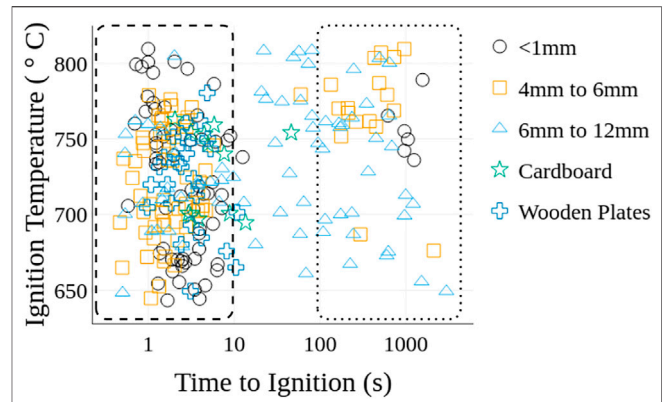 Ignition Temperature ( ° C )
800
750
700
650
1
10
100
1000
Time to Ignition (s)
<1mm
4mm to 6mm
6mm to 12mm
Cardboard
Wooden Plates